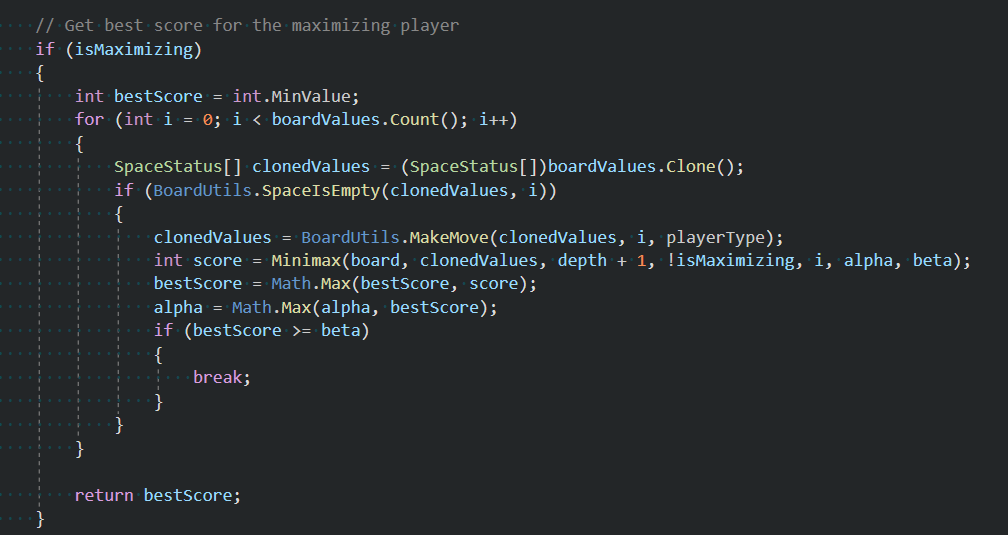 // Get best score for the maximizing player
if (isMaximizing)
{
int bestScore = int.MinValue;
for (int i = 0; i < boardValues.Count(); i++)
{
SpaceStatus[] clonedValues = (SpaceStatus[])boardValues.Clone();
if (BoardUtils.SpaceIsEmpty(clonedValues, i))
{
clonedValues = BoardUtils.MakeMove(clonedValues, i, playerType);
int score = Minimax(board, clonedValues, depth + 1, !isMaximizing, i, alpha, beta);
bestScore = Math.Max(bestScore, score);
alpha = Math.Max(alpha, bestScore);
if (bestScore >= beta)
{
break;
}
}
}
return bestScore;
}